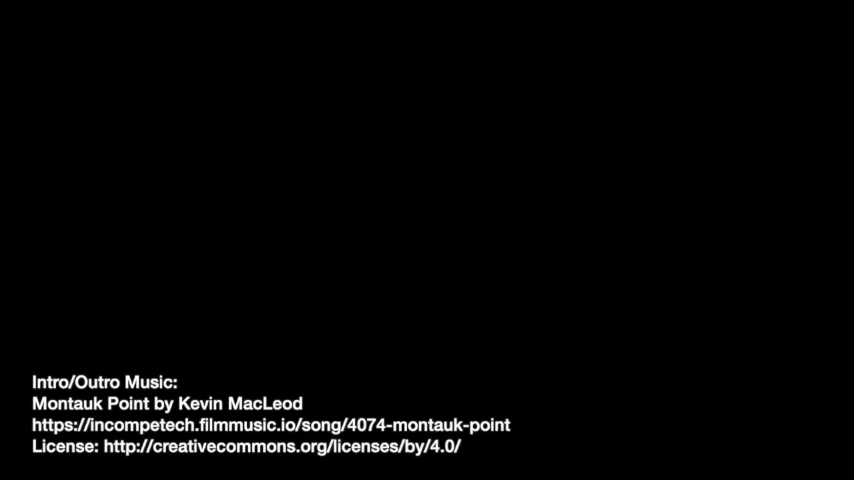 Intro/Outro Music:
Montauk Point by Kevin MacLeod
https://incompetech.filmmusic.io/song/4074-montauk-point
License: http://creativecommons.org/licenses/by/4.0/